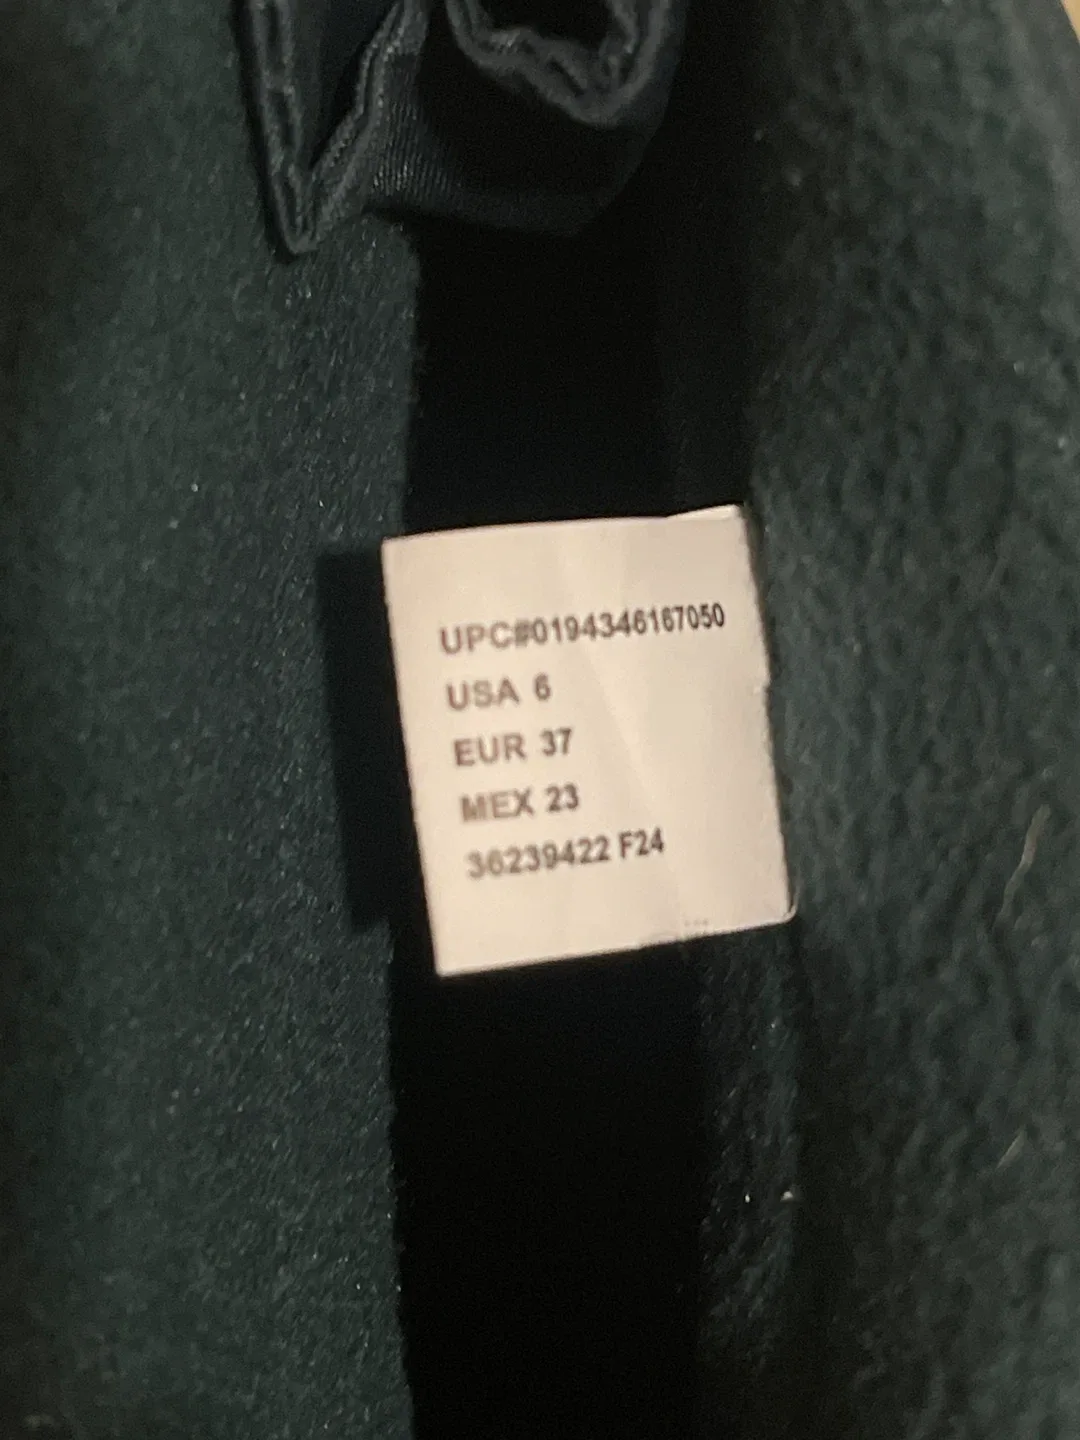 UPC#0194346167050
USA 6
EUR 37
MEX 23
36239422 F24